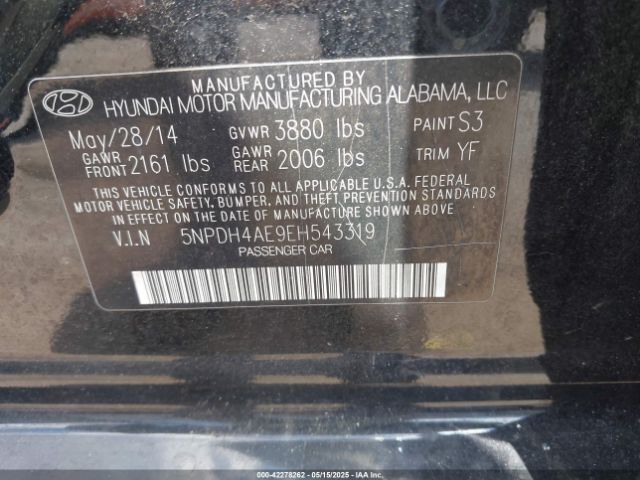 MANUFACTURED BY
HYUNDAI MOTOR MANUFACTURING ALABAMA, LLC
May/28/14 GVWR 3880 lbs PAINT S3
GAWR FRONT 2161 lbs GAWR REAR 2006 lbs TRIM YF
THIS VEHICLE CONFORMS TO ALL APPLICABLE U.S.A. FEDERAL
MOTOR VEHICLE SAFETY, BUMPER, AND THEFT PREVENTION STANDARDS
IN EFFECT ON THE DATE OF MANUFACTURE SHOWN ABOVE.
V.I.N 5NPDH4AE9EH543319
PASSENGER CAR
000-42278262 - 05/15/2025 - IAAI.COM